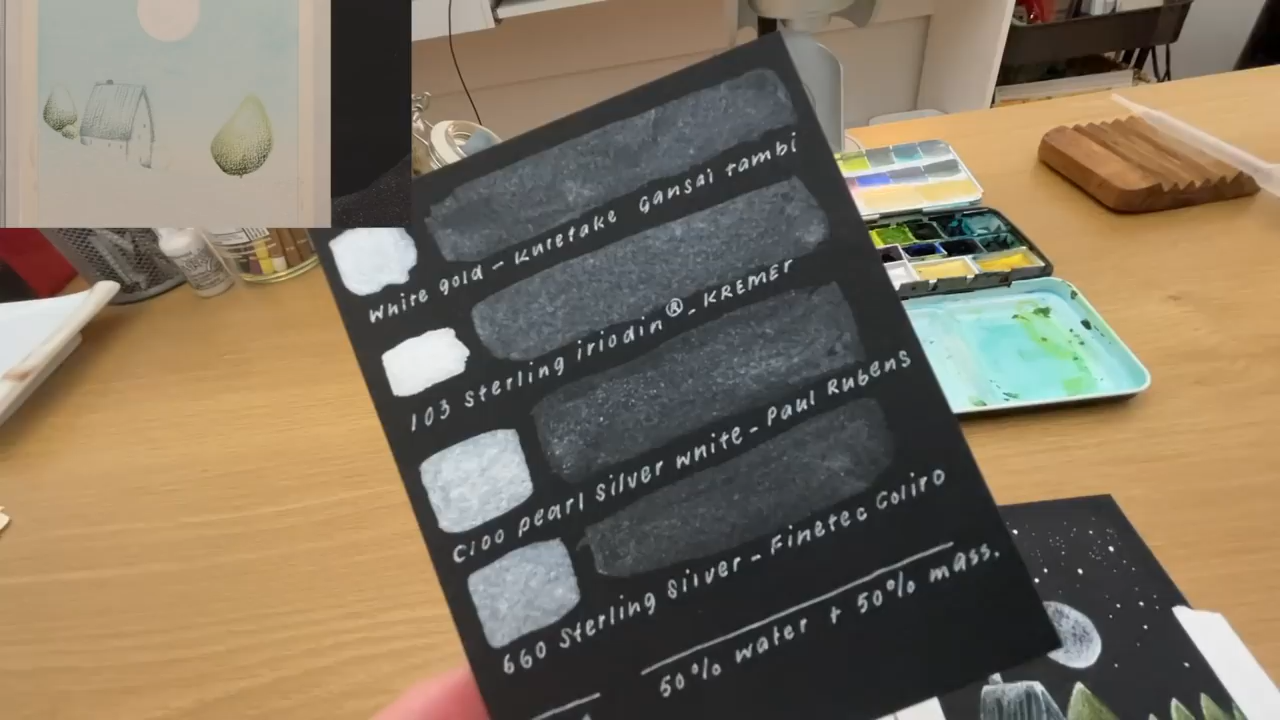 White gold – Kuretake Gansai tambi
103 sterling iriodin® - KREMER
C100 pearl silver white - Paul Rubens
660 Sterling silver - Finetec Coliro
50% water + 50% mass.